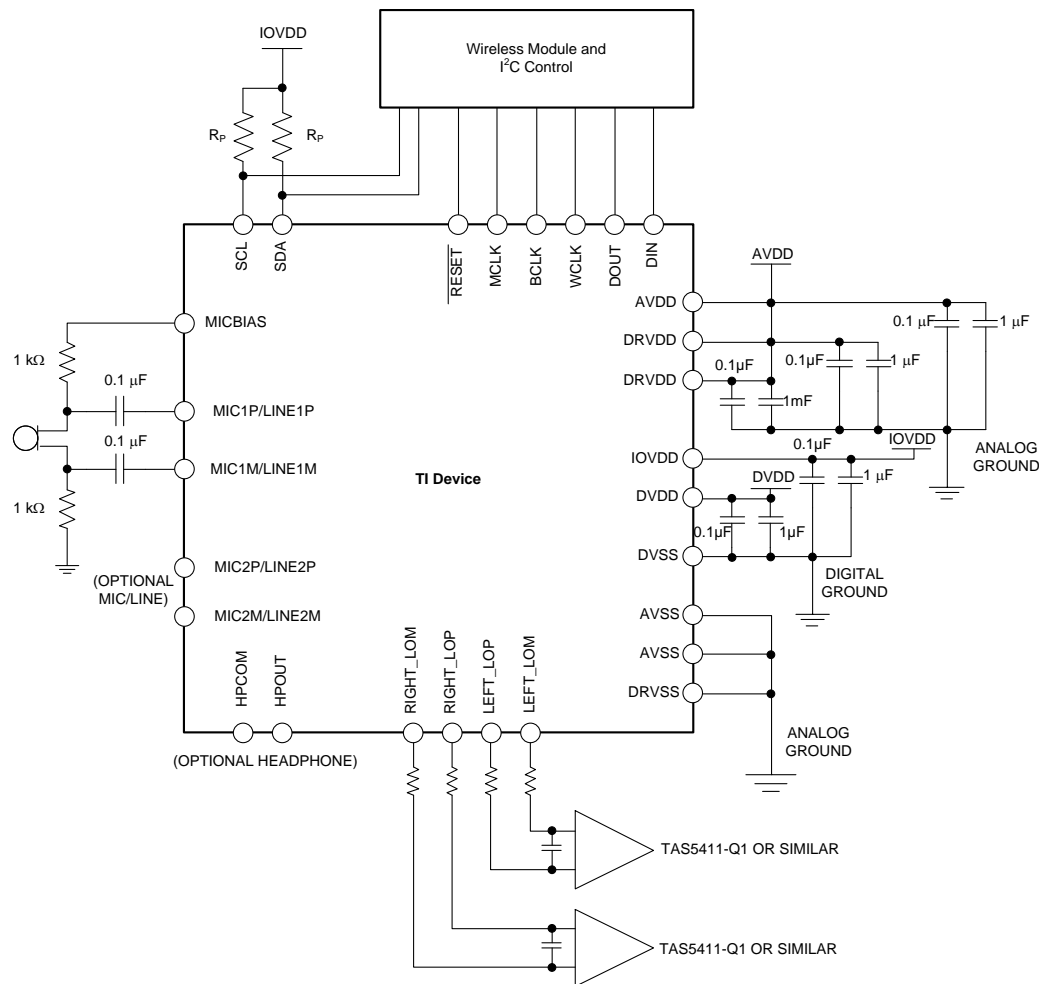 IOVDD
Wireless Module and
I²C Control
R_P
R_P
SCL
SDA
RESET
MCLK
BCLK
WCLK
DOUT
DIN
AVDD
AVDD
0.1 μF
1 μF
MICBIAS
DRVDD
1 kΩ
0.1µF
1 μF
0.1 μF
0.1µF
DRVDD
1mF
MIC1P/LINE1P
0.1 μF
0.1µF
IOVDD
ANALOG
GROUND
MIC1M/LINE1M
IOVDD
TI Device
1 μF
DVDD
DVDD
1 kΩ
0.1µF
1µF
DVSS
MIC2P/LINE2P
(OPTIONAL
MIC/LINE)
DIGITAL
GROUND
MIC2M/LINE2M
AVSS
AVSS
DRVSS
HPCOM
HPOUT
RIGHT_LOM
RIGHT_LOP
LEFT_LOP
LEFT_LOM
(OPTIONAL HEADPHONE)
ANALOG
GROUND
TAS5411-Q1 OR SIMILAR
TAS5411-Q1 OR SIMILAR